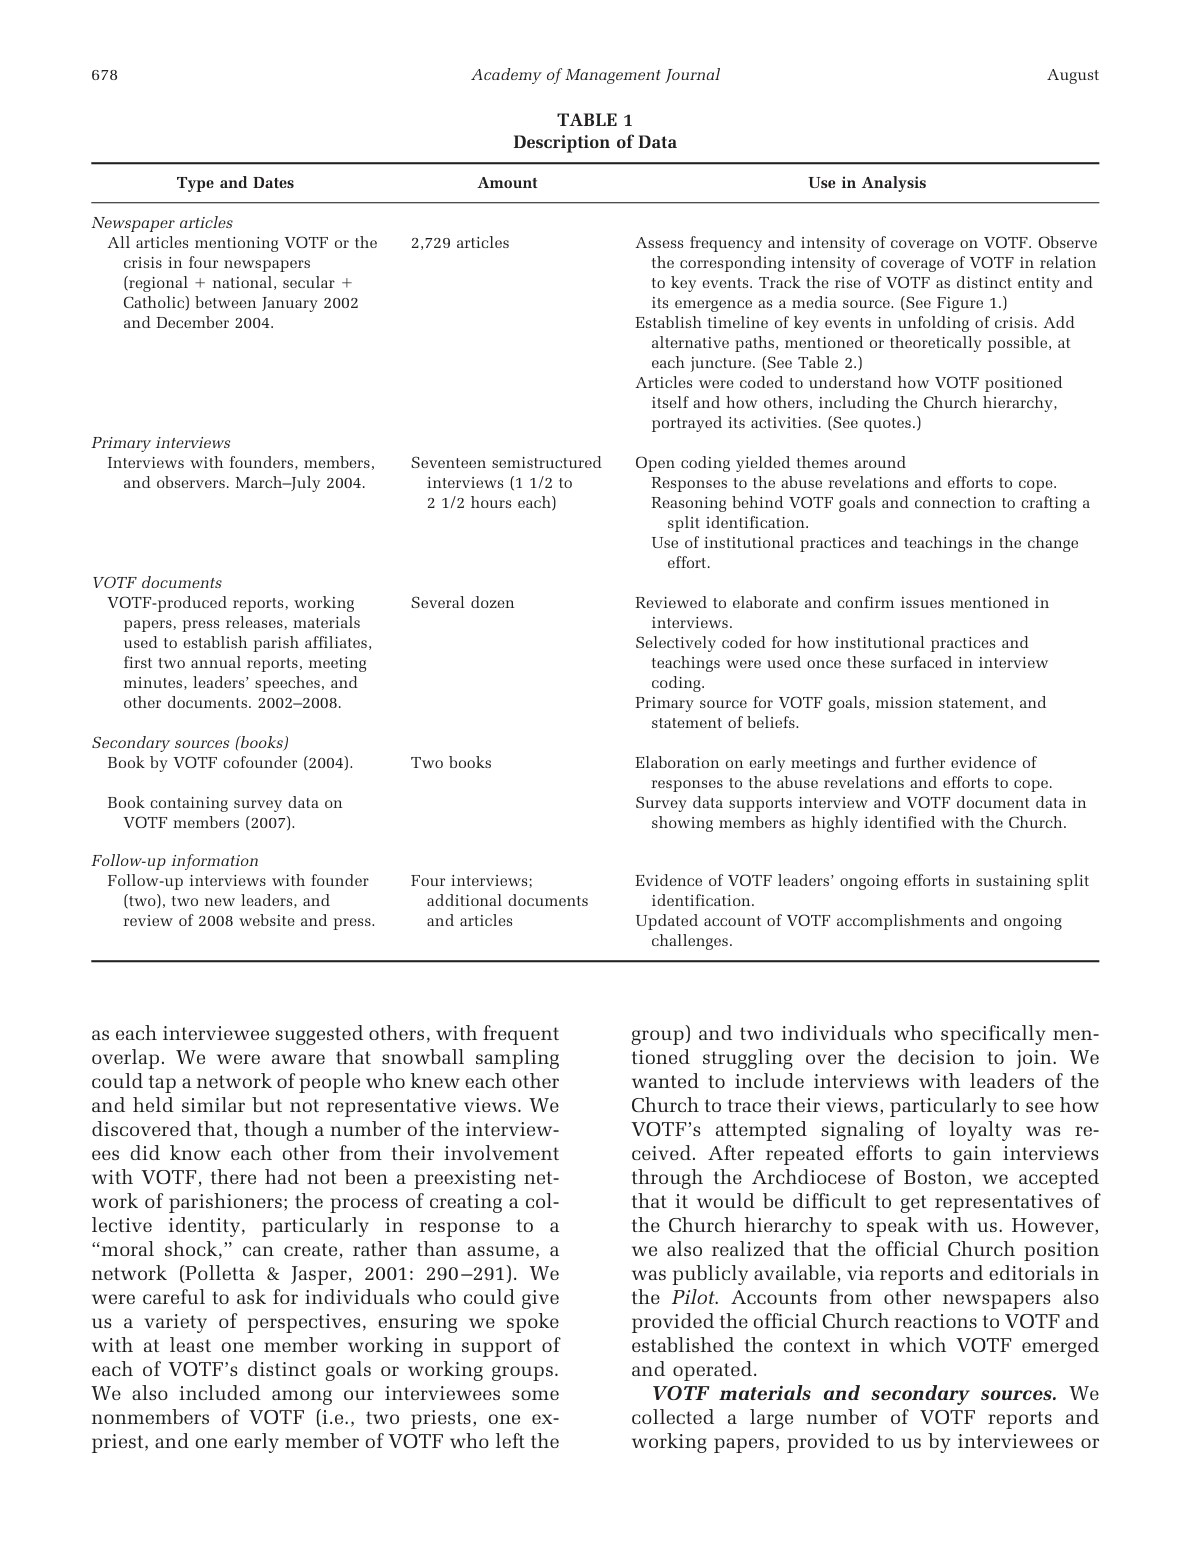 678
Academy of Management Journal
August
TABLE 1
Description of Data
Type and Dates
Amount
Use in Analysis
Newspaper articles
All articles mentioning VOTF or the
crisis in four newspapers
(regional + national, secular +
Catholic) between January 2002
and December 2004.
2,729 articles
Assess frequency and intensity of coverage on VOTF. Observe
the corresponding intensity of coverage of VOTF in relation
to key events. Track the rise of VOTF as distinct entity and
its emergence as a media source. (See Figure 1.)
Establish timeline of key events in unfolding of crisis. Add
alternative paths, mentioned or theoretically possible, at
each juncture. (See Table 2.)
Articles were coded to understand how VOTF positioned
itself and how others, including the Church hierarchy,
portrayed its activities. (See quotes.)
Primary interviews
Interviews with founders, members,
and observers. March–July 2004.
Seventeen semistructured
interviews (1 1/2 to
2 1/2 hours each)
Open coding yielded themes around
Responses to the abuse revelations and efforts to cope.
Reasoning behind VOTF goals and connection to crafting a
split identification.
Use of institutional practices and teachings in the change
effort.
VOTF documents
VOTF-produced reports, working
papers, press releases, materials
used to establish parish affiliates,
first two annual reports, meeting
minutes, leaders’ speeches, and
other documents. 2002–2008.
Several dozen
Reviewed to elaborate and confirm issues mentioned in
interviews.
Selectively coded for how institutional practices and
teachings were used once these surfaced in interview
coding.
Primary source for VOTF goals, mission statement, and
statement of beliefs.
Secondary sources (books)
Book by VOTF cofounder (2004).
Two books
Elaboration on early meetings and further evidence of
responses to the abuse revelations and efforts to cope.
Book containing survey data on
VOTF members (2007).
Survey data supports interview and VOTF document data in
showing members as highly identified with the Church.
Follow-up information
Follow-up interviews with founder
(two), two new leaders, and
review of 2008 website and press.
Four interviews;
additional documents
and articles
Evidence of VOTF leaders’ ongoing efforts in sustaining split
identification.
Updated account of VOTF accomplishments and ongoing
challenges.
as each interviewee suggested others, with frequent
overlap. We were aware that snowball sampling
could tap a network of people who knew each other
and held similar but not representative views. We
discovered that, though a number of the interview-
ees did know each other from their involvement
with VOTF, there had not been a preexisting net-
work of parishioners; the process of creating a col-
lective identity, particularly in response to a
“moral shock,” can create, rather than assume, a
network (Polletta & Jasper, 2001: 290–291). We
were careful to ask for individuals who could give
us a variety of perspectives, ensuring we spoke
with at least one member working in support of
each of VOTF’s distinct goals or working groups.
We also included among our interviewees some
nonmembers of VOTF (i.e., two priests, one ex-
priest, and one early member of VOTF who left the
group) and two individuals who specifically men-
tioned struggling over the decision to join. We
wanted to include interviews with leaders of the
Church to trace their views, particularly to see how
VOTF’s attempted signaling of loyalty was re-
ceived. After repeated efforts to gain interviews
through the Archdiocese of Boston, we accepted
that it would be difficult to get representatives of
the Church hierarchy to speak with us. However,
we also realized that the official Church position
was publicly available, via reports and editorials in
the Pilot. Accounts from other newspapers also
provided the official Church reactions to VOTF and
established the context in which VOTF emerged
and operated.
VOTF materials and secondary sources. We
collected a large number of VOTF reports and
working papers, provided to us by interviewees or